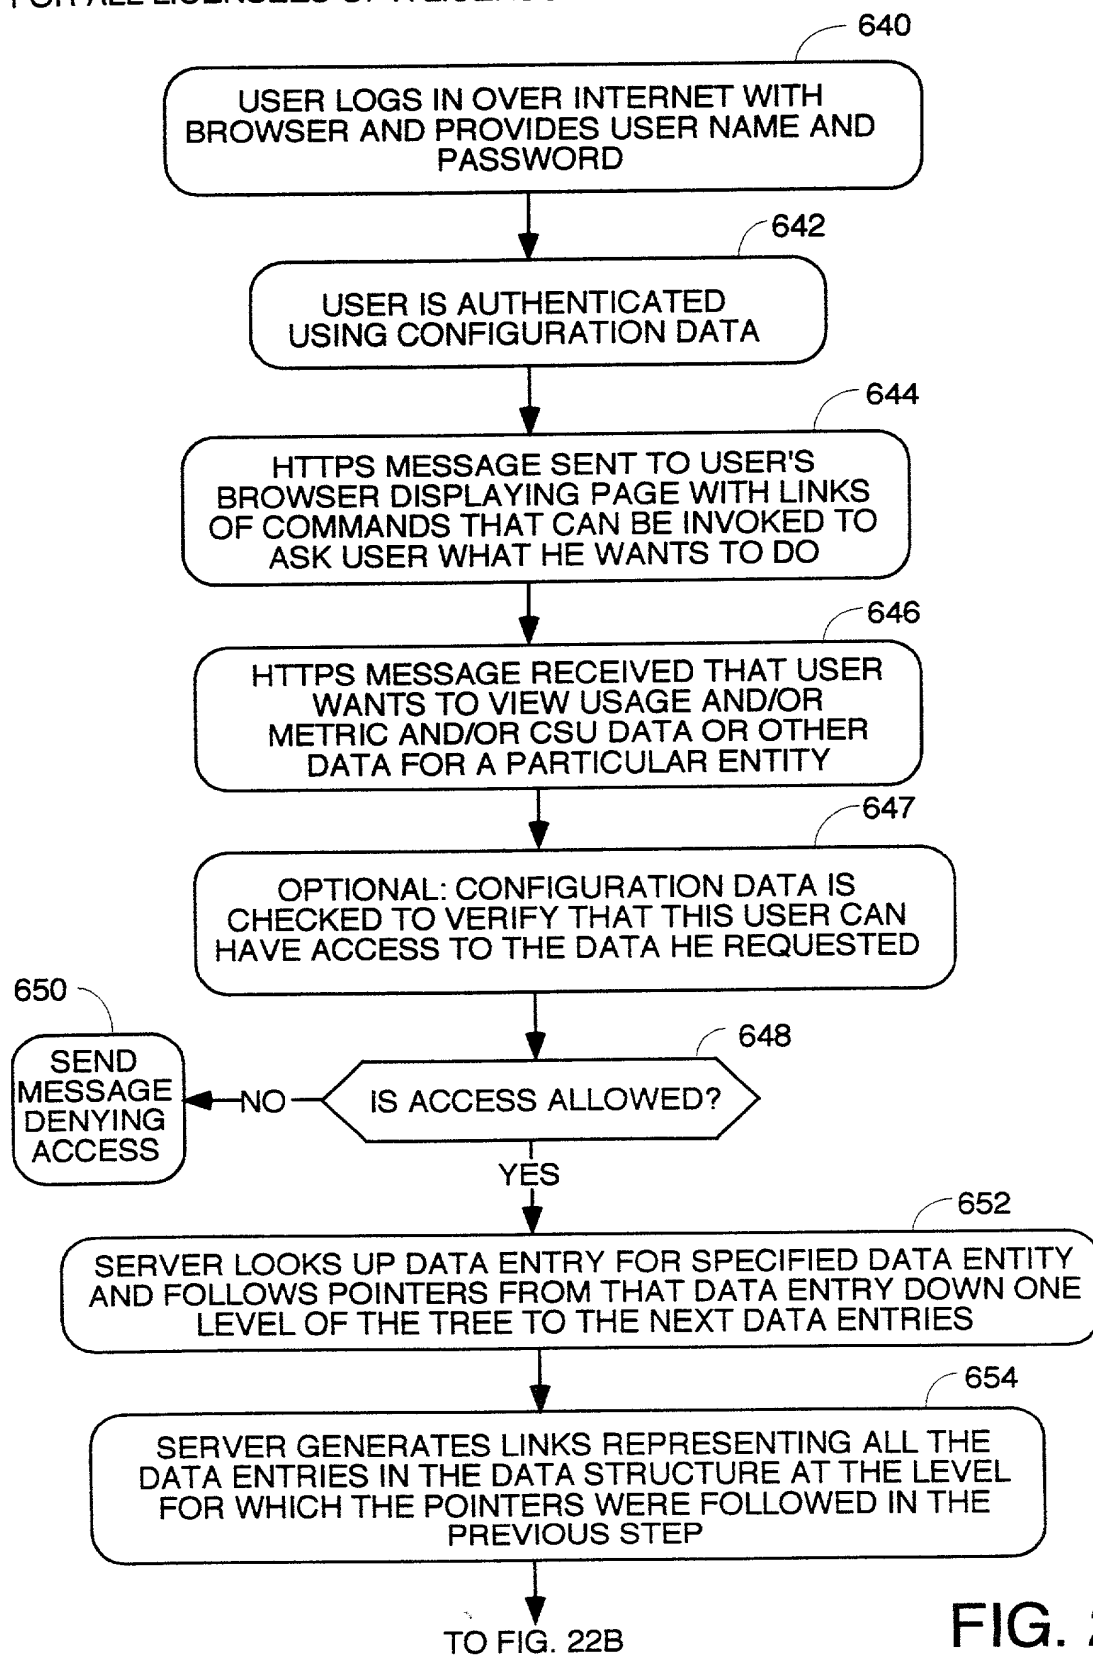 FOR ALL LICENSEES OF A
640
USER LOGS IN OVER INTERNET WITH
BROWSER AND PROVIDES USER NAME AND
PASSWORD
642
USER IS AUTHENTICATED
USING CONFIGURATION DATA
644
HTTPS MESSAGE SENT TO USER'S
BROWSER DISPLAYING PAGE WITH LINKS
OF COMMANDS THAT CAN BE INVOKED TO
ASK USER WHAT HE WANTS TO DO
646
HTTPS MESSAGE RECEIVED THAT USER
WANTS TO VIEW USAGE AND/OR
METRIC AND/OR CSU DATA OR OTHER
DATA FOR A PARTICULAR ENTITY
647
OPTIONAL: CONFIGURATION DATA IS
CHECKED TO VERIFY THAT THIS USER CAN
HAVE ACCESS TO THE DATA HE REQUESTED
650
648
SEND
MESSAGE
DENYING
ACCESS
NO
IS ACCESS ALLOWED?
YES
652
SERVER LOOKS UP DATA ENTRY FOR SPECIFIED DATA ENTITY
AND FOLLOWS POINTERS FROM THAT DATA ENTRY DOWN ONE
LEVEL OF THE TREE TO THE NEXT DATA ENTRIES
654
SERVER GENERATES LINKS REPRESENTING ALL THE
DATA ENTRIES IN THE DATA STRUCTURE AT THE LEVEL
FOR WHICH THE POINTERS WERE FOLLOWED IN THE
PREVIOUS STEP
TO FIG. 22B
FIG.